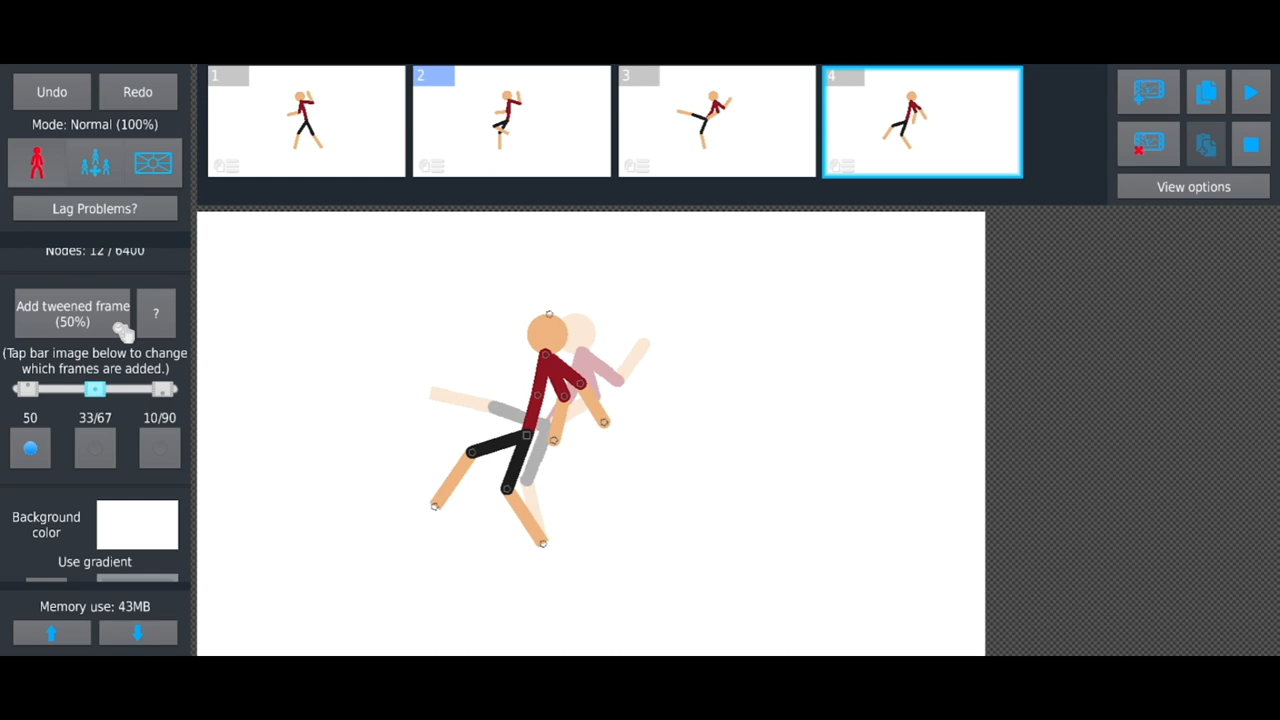 Undo
Redo
Mode: Normal (100%)
Lag Problems?
Nodes: 12 / 6400
Add tweened frame
(50%)
?
(Tap bar image below to change
which frames are added.)
50
33/67
10/90
Background
color
Use gradient
Memory use: 43MB
1
2
3
4
View options